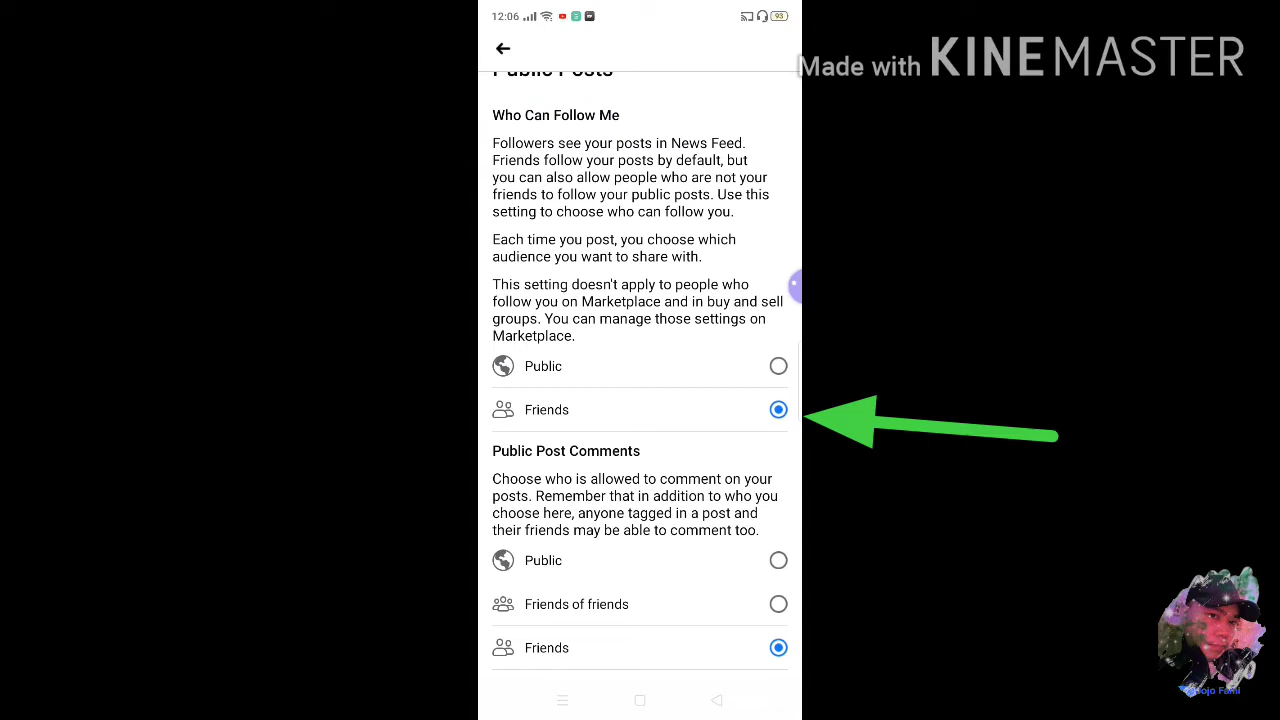 12:06
93
Made with KINEMASTER
Public Posts
Who Can Follow Me
Followers see your posts in News Feed.
Friends follow your posts by default, but
you can also allow people who are not your
friends to follow your public posts. Use this
setting to choose who can follow you.
Each time you post, you choose which
audience you want to share with.
This setting doesn't apply to people who
follow you on Marketplace and in buy and sell
groups. You can manage those settings on
Marketplace.
Public
Friends
Public Post Comments
Choose who is allowed to comment on your
posts. Remember that in addition to who you
choose here, anyone tagged in a post and
their friends may be able to comment too.
Public
Friends of friends
Friends
Jojo Fami